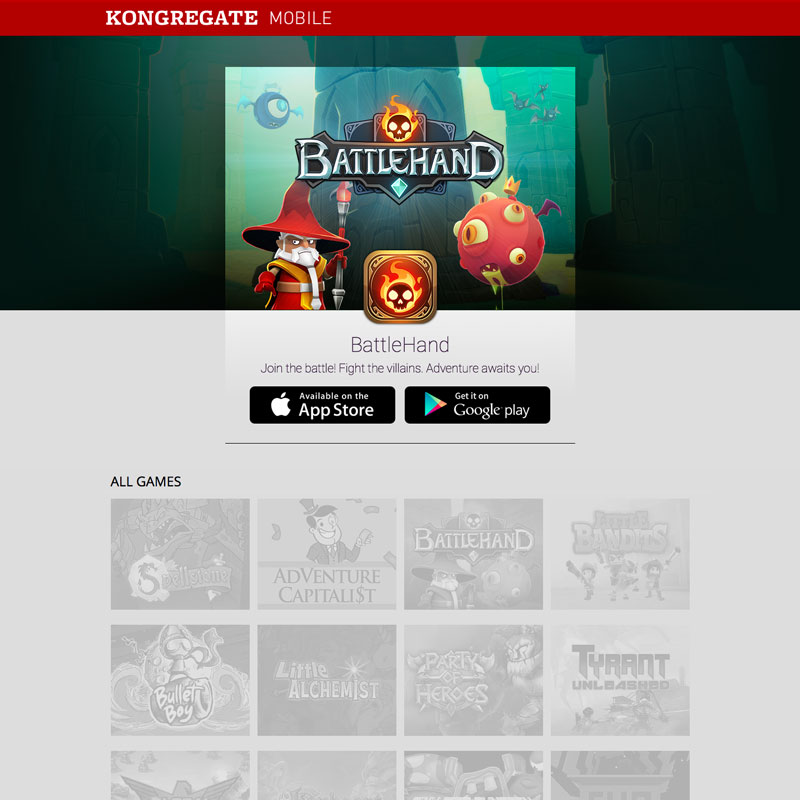 KONGREGATE MOBILE
BATTLEHAND
BattleHand
Join the battle! Fight the villains. Adventure awaits you!
Available on the
App Store
Get it on
Google play
ALL GAMES
Spellstone
ADVENTURE
CAPITALI$T
BATTLEHAND
BATTLE
BANDITS
Bullet
Boy
Little
ALCHEMIST
PARTY
OF
HEROES
TYRANT
UNLEASHED